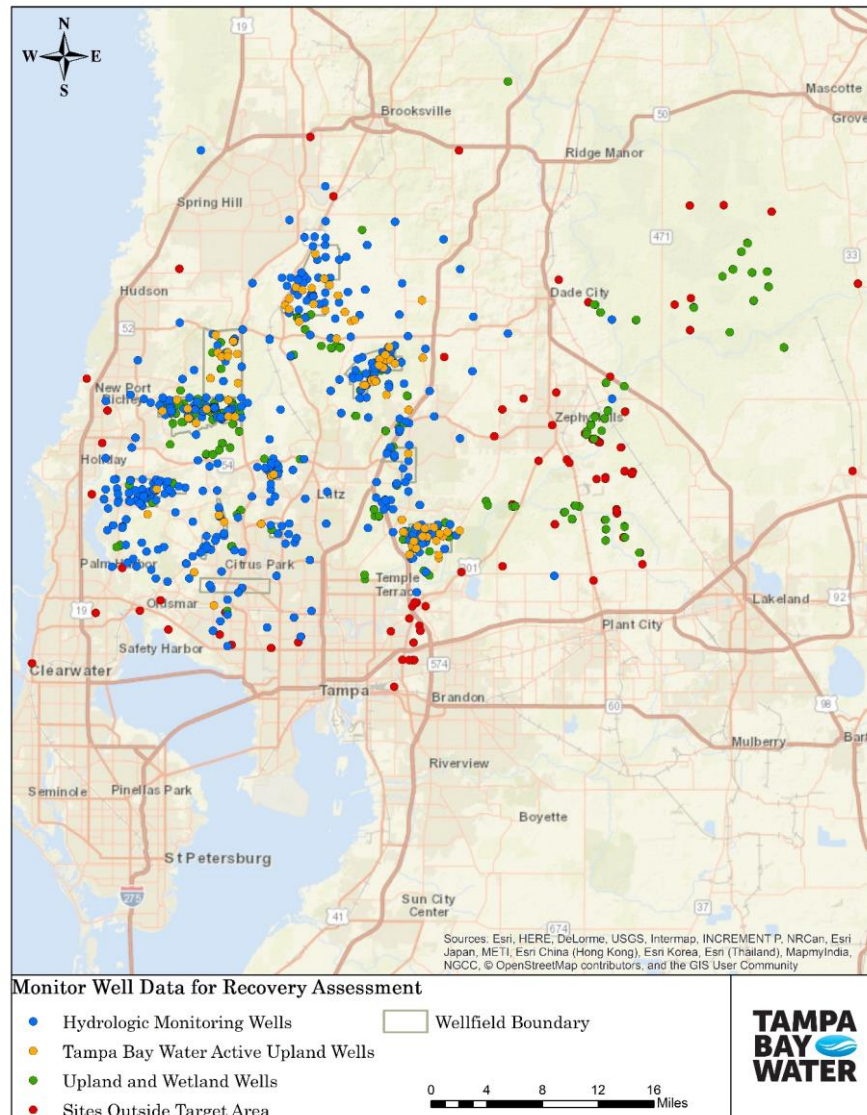 N
W E
S
19
Brooksville
Mascotte
50
Grove
Ridge Manor
Spring Hill
471
33
Hudson
Dade City
52
New Port
Richey
Zephyrhills
Holiday
54
Lutz
Palm Harbor
Citrus Park
301
Temple
Terrace
Lakeland
92
Oldsmar
19
Plant City
Safety Harbor
574
Clearwater
Tampa
Brandon
60
98
Mulberry
Bart
Riverview
Seminole
Pinellas Park
Boyette
St Petersburg
275
Sun City
Center
41
37
674
Sources: Esri, HERE, DeLorme, USGS, Intermap, INCREMENT P, NRCan, Esri
Japan, METI, Esri China (Hong Kong), Esri Korea, Esri (Thailand), MapmyIndia,
NGCC, © OpenStreetMap contributors, and the GIS User Community
Monitor Well Data for Recovery Assessment
Hydrologic Monitoring Wells
Wellfield Boundary
Tampa Bay Water Active Upland Wells
Upland and Wetland Wells
Sites Outside Target Area
0 2 4 8 12 16
Miles
TAMPA
BAY
WATER